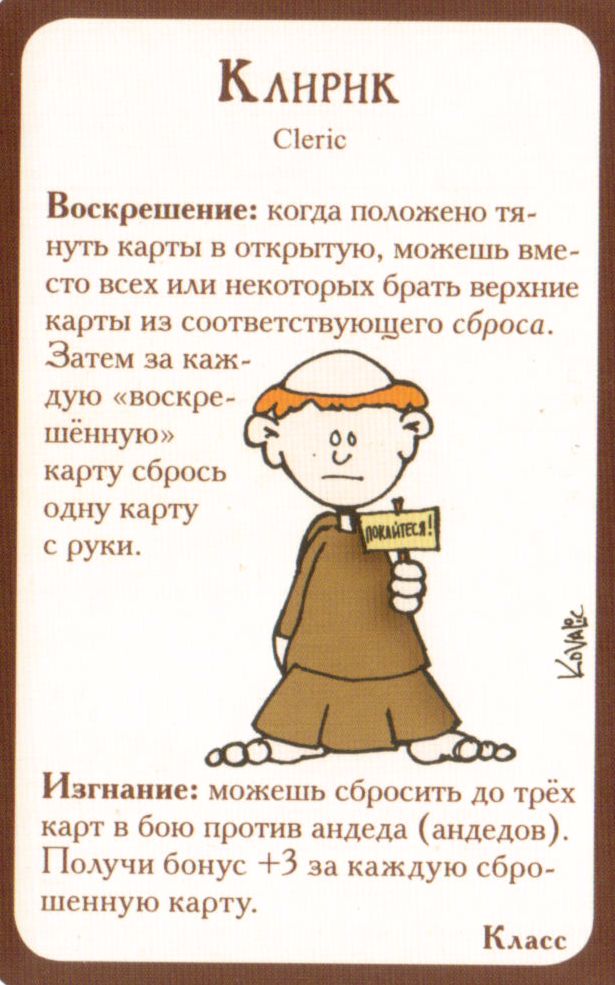 Клирик
Cleric
Воскрешение: когда положено тя-
нуть карты в открытую, можешь вме-
сто всех или некоторых брать верхние
карты из соответствующего сброса.
Затем за каж-
дую «воскре-
шённую»
карту сбрось
одну карту
с руки.
ПОКАЙТЕСЯ!
KOVALIC
Изгнание: можешь сбросить до трёх
карт в бою против андеда (андедов).
Получи бонус +3 за каждую сбро-
шенную карту.
Класс